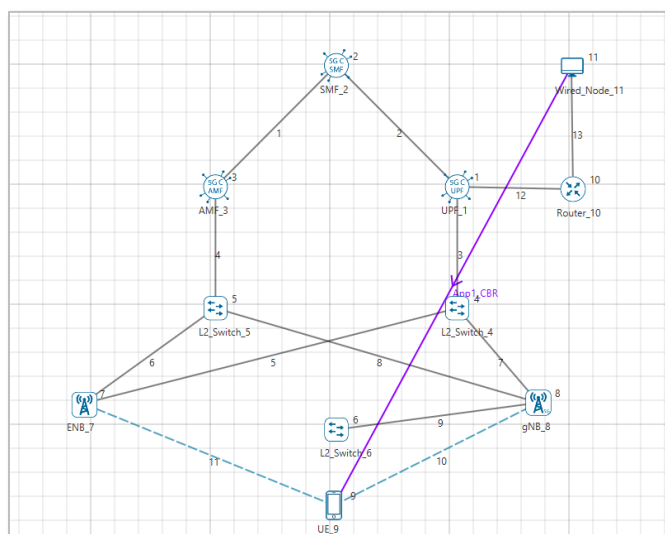 5G C
SMF
2
SMF_2
11
Wired_Node_11
1
2
13
5G C
AMF
3
AMF_3
5G C
UPF
1
UPF_1
12
10
Router_10
4
3
App1_CBR
5
L2_Switch_5
4
L2_Switch_4
6
5
8
7
7
ENB_7
8
gNB_8
6
L2_Switch_6
9
11
10
9
UE_9